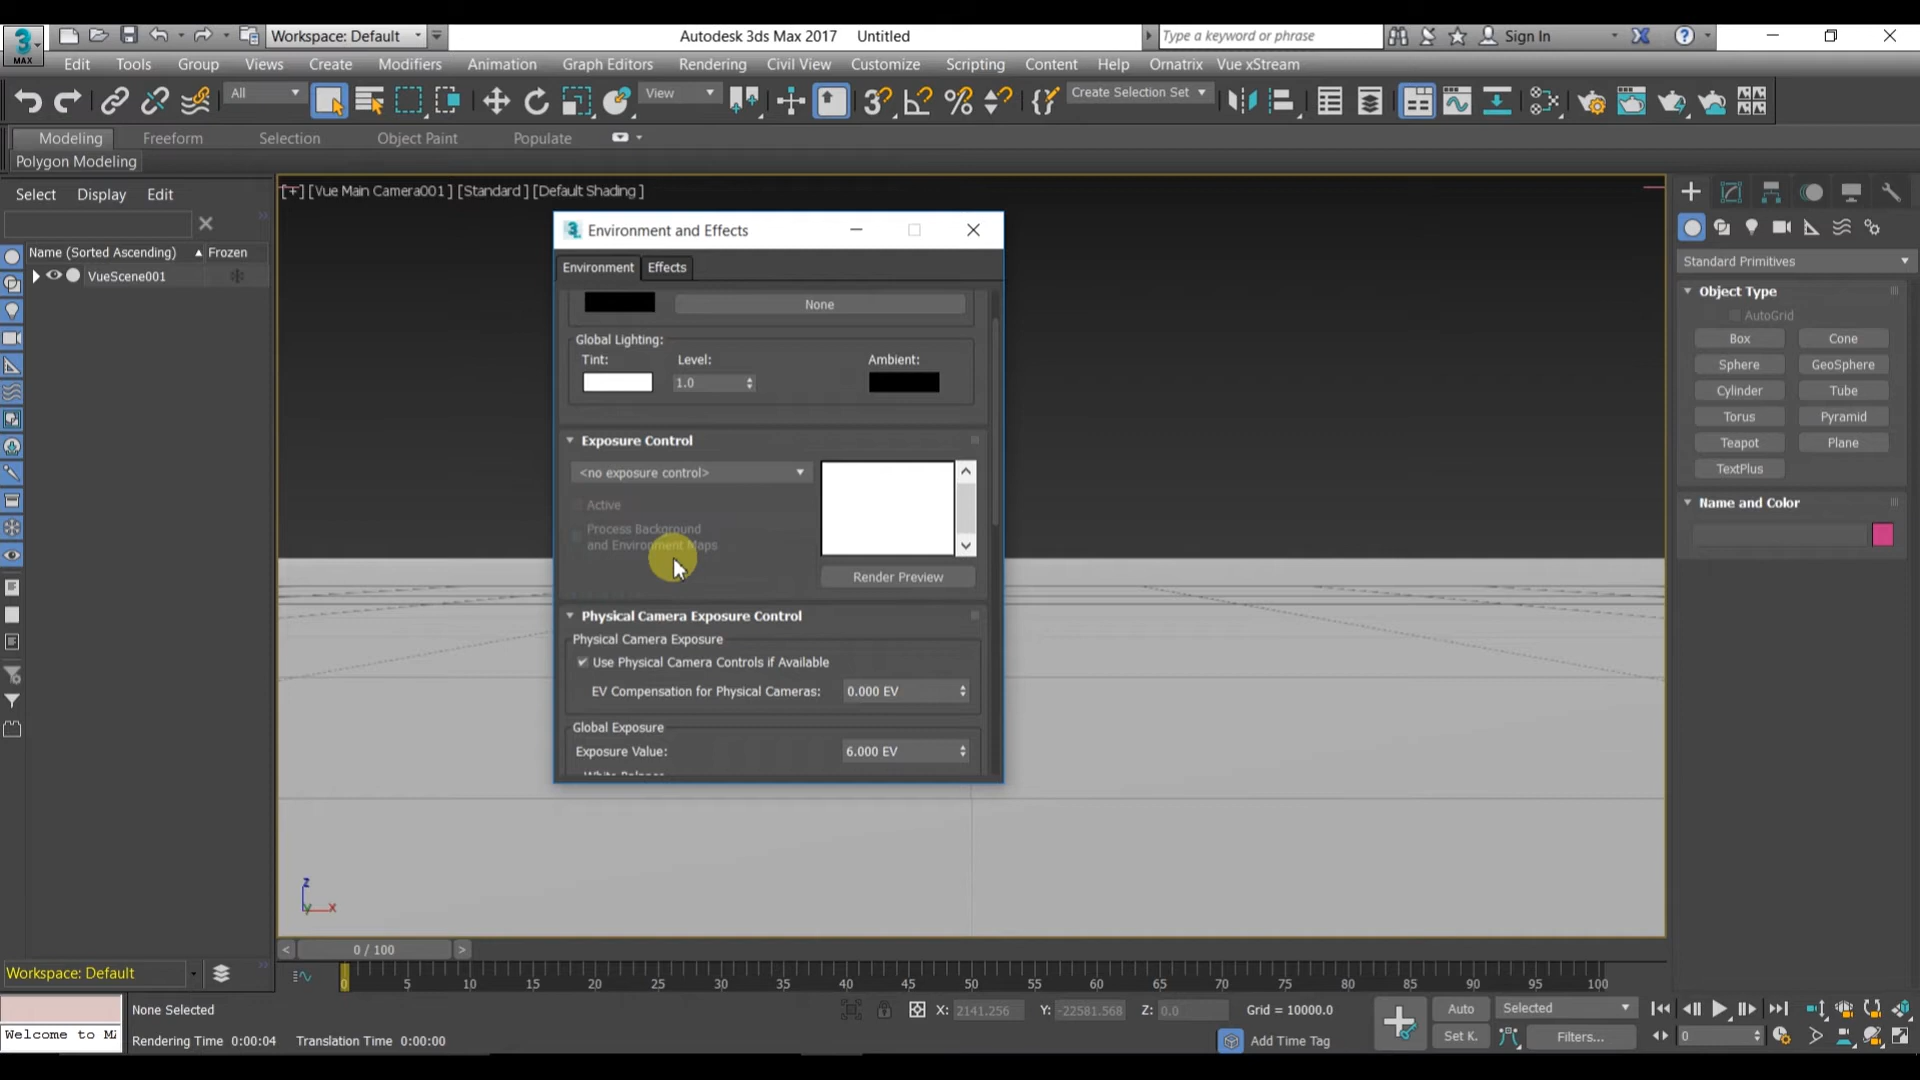 3
MAX
Workspace: Default
Autodesk 3ds Max 2017 Untitled
Type a keyword or phrase
Sign In
Edit Tools Group Views Create Modifiers Animation Graph Editors Rendering Civil View Customize Scripting Content Help Ornatrix Vue xStream
All
View
Create Selection Set
Modeling Freeform Selection Object Paint Populate
Polygon Modeling
Select Display Edit
[+] [Vue Main Camera001 ] [Standard ] [Default Shading ]
Name (Sorted Ascending) Frozen
VueScene001
Environment and Effects
Environment Effects
None
Global Lighting:
Tint: Level: Ambient:
1.0
Exposure Control
<no exposure control>
Active
Process Background
and Environment Maps
Render Preview
Physical Camera Exposure Control
Physical Camera Exposure
Use Physical Camera Controls if Available
EV Compensation for Physical Cameras: 0.000 EV
Global Exposure
Exposure Value: 6.000 EV
White Balance
Standard Primitives
Object Type
AutoGrid
Box Cone
Sphere GeoSphere
Cylinder Tube
Torus Pyramid
Teapot Plane
TextPlus
Name and Color
z
y x
< 0 / 100 >
Workspace: Default
0 5 10 15 20 25 30 35 40 45 50 55 60 65 70 75 80 85 90 95 100
None Selected
X: 2141.256 Y: -22581.568 Z: 0.0 Grid = 10000.0
Auto Selected
Welcome to MA
Rendering Time 0:00:04 Translation Time 0:00:00
Add Time Tag
Set K. Filters...
0